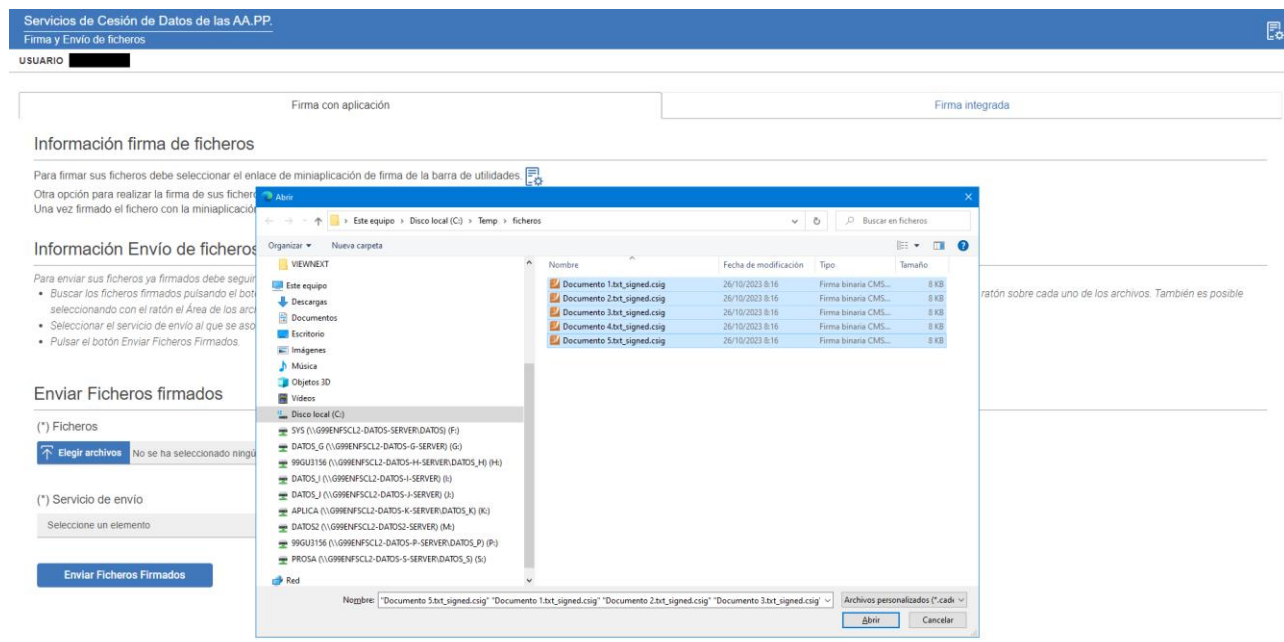 Servicios de Cesión de Datos de las AA.PP.
Firma y Envío de ficheros
USUARIO
Firma con aplicación
Firma integrada
Información firma de ficheros
Para firmar sus ficheros debe seleccionar el enlace de miniaplicación de firma de la barra de utilidades.
Otra opción para realizar la firma de sus ficher
Una vez firmado el fichero con la miniaplicació
Información Envío de ficheros
Para enviar sus ficheros ya firmados debe seguir
• Buscar los ficheros firmados pulsando el bot
ratón sobre cada uno de los archivos. También es posible
seleccionando con el ratón el Área de los arc
• Seleccionar el servicio de envío al que se aso
• Pulsar el botón Enviar Ficheros Firmados.
Enviar Ficheros firmados
(*) Ficheros
Elegir archivos No se ha seleccionado ningú
(*) Servicio de envío
Seleccione un elemento
Enviar Ficheros Firmados
Abrir
Este equipo > Disco local (C:) > Temp > ficheros
Buscar en ficheros
Organizar Nueva carpeta
VIEWNEXT
Este equipo
Descargas
Documentos
Escritorio
Imágenes
Música
Objetos 3D
Vídeos
Disco local (C:)
SYS (\\G99ENFSCL2-DATOS-SERVER\DATOS) (F:)
DATOS_G (\\G99ENFSCL2-DATOS-G-SERVER) (G:)
99GU3156 (\\G99ENFSCL2-DATOS-H-SERVER\DATOS_H) (H:)
DATOS_I (\\G99ENFSCL2-DATOS-I-SERVER) (I:)
DATOS_J (\\G99ENFSCL2-DATOS-J-SERVER) (J:)
APLICA (\\G99ENFSCL2-DATOS-K-SERVER\DATOS_K) (K:)
DATOS2 (\\G99ENFSCL2-DATOS2-SERVER) (M:)
99GU3156 (\\G99ENFSCL2-DATOS-P-SERVER\DATOS_P) (P:)
PROSA (\\G99ENFSCL2-DATOS-S-SERVER\DATOS_S) (S:)
Red
Nombre Fecha de modificación Tipo Tamaño
Documento 1.txt_signed.csig 26/10/2023 8:16 Firma binaria CMS... 8 KB
Documento 2.txt_signed.csig 26/10/2023 8:16 Firma binaria CMS... 8 KB
Documento 3.txt_signed.csig 26/10/2023 8:16 Firma binaria CMS... 8 KB
Documento 4.txt_signed.csig 26/10/2023 8:16 Firma binaria CMS... 8 KB
Documento 5.txt_signed.csig 26/10/2023 8:16 Firma binaria CMS... 8 KB
Nombre: "Documento 5.txt_signed.csig" "Documento 1.txt_signed.csig" "Documento 2.txt_signed.csig" "Documento 3.txt_signed.csig" Archivos personalizados (*.cade
Abrir Cancelar